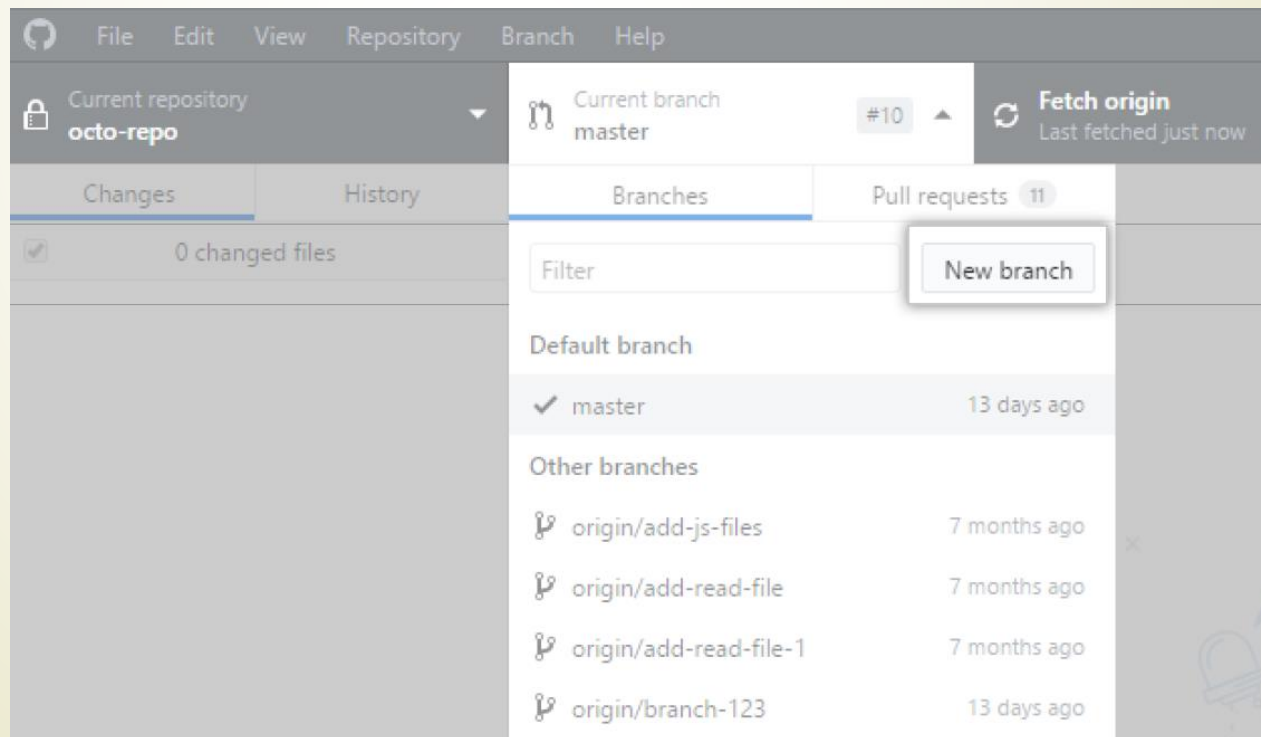 File Edit View Repository Branch Help
Current repository
octo-repo
Current branch
master
#10
Fetch origin
Last fetched just now
Changes
History
Branches
Pull requests 11
0 changed files
Filter
New branch
Default branch
master 13 days ago
Other branches
origin/add-js-files 7 months ago
origin/add-read-file 7 months ago
origin/add-read-file-1 7 months ago
origin/branch-123 13 days ago